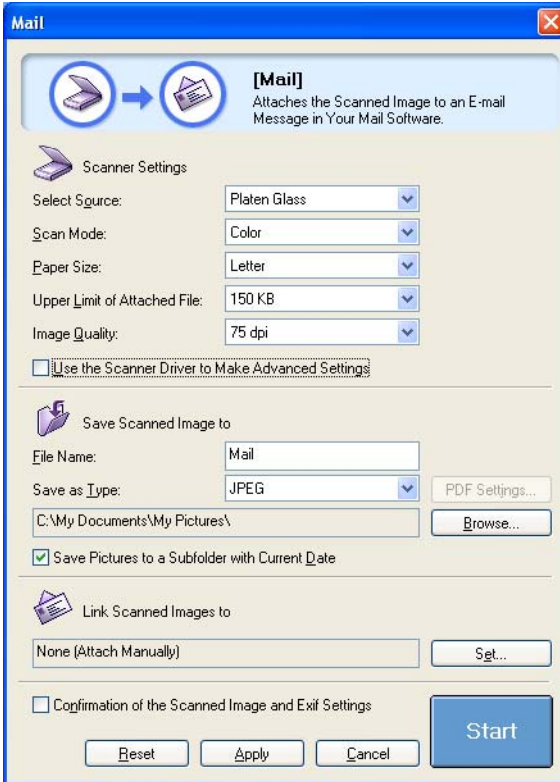 Mail
[Mail]
Attaches the Scanned Image to an E-mail
Message in Your Mail Software.
Scanner Settings
Select Source: Platen Glass
Scan Mode: Color
Paper Size: Letter
Upper Limit of Attached File: 150 KB
Image Quality: 75 dpi
Use the Scanner Driver to Make Advanced Settings
Save Scanned Image to
File Name: Mail
Save as Type: JPEG PDF Settings...
C:\My Documents\My Pictures\ Browse...
Save Pictures to a Subfolder with Current Date
Link Scanned Images to
None (Attach Manually) Set...
Confirmation of the Scanned Image and Exif Settings
Start
Reset Apply Cancel